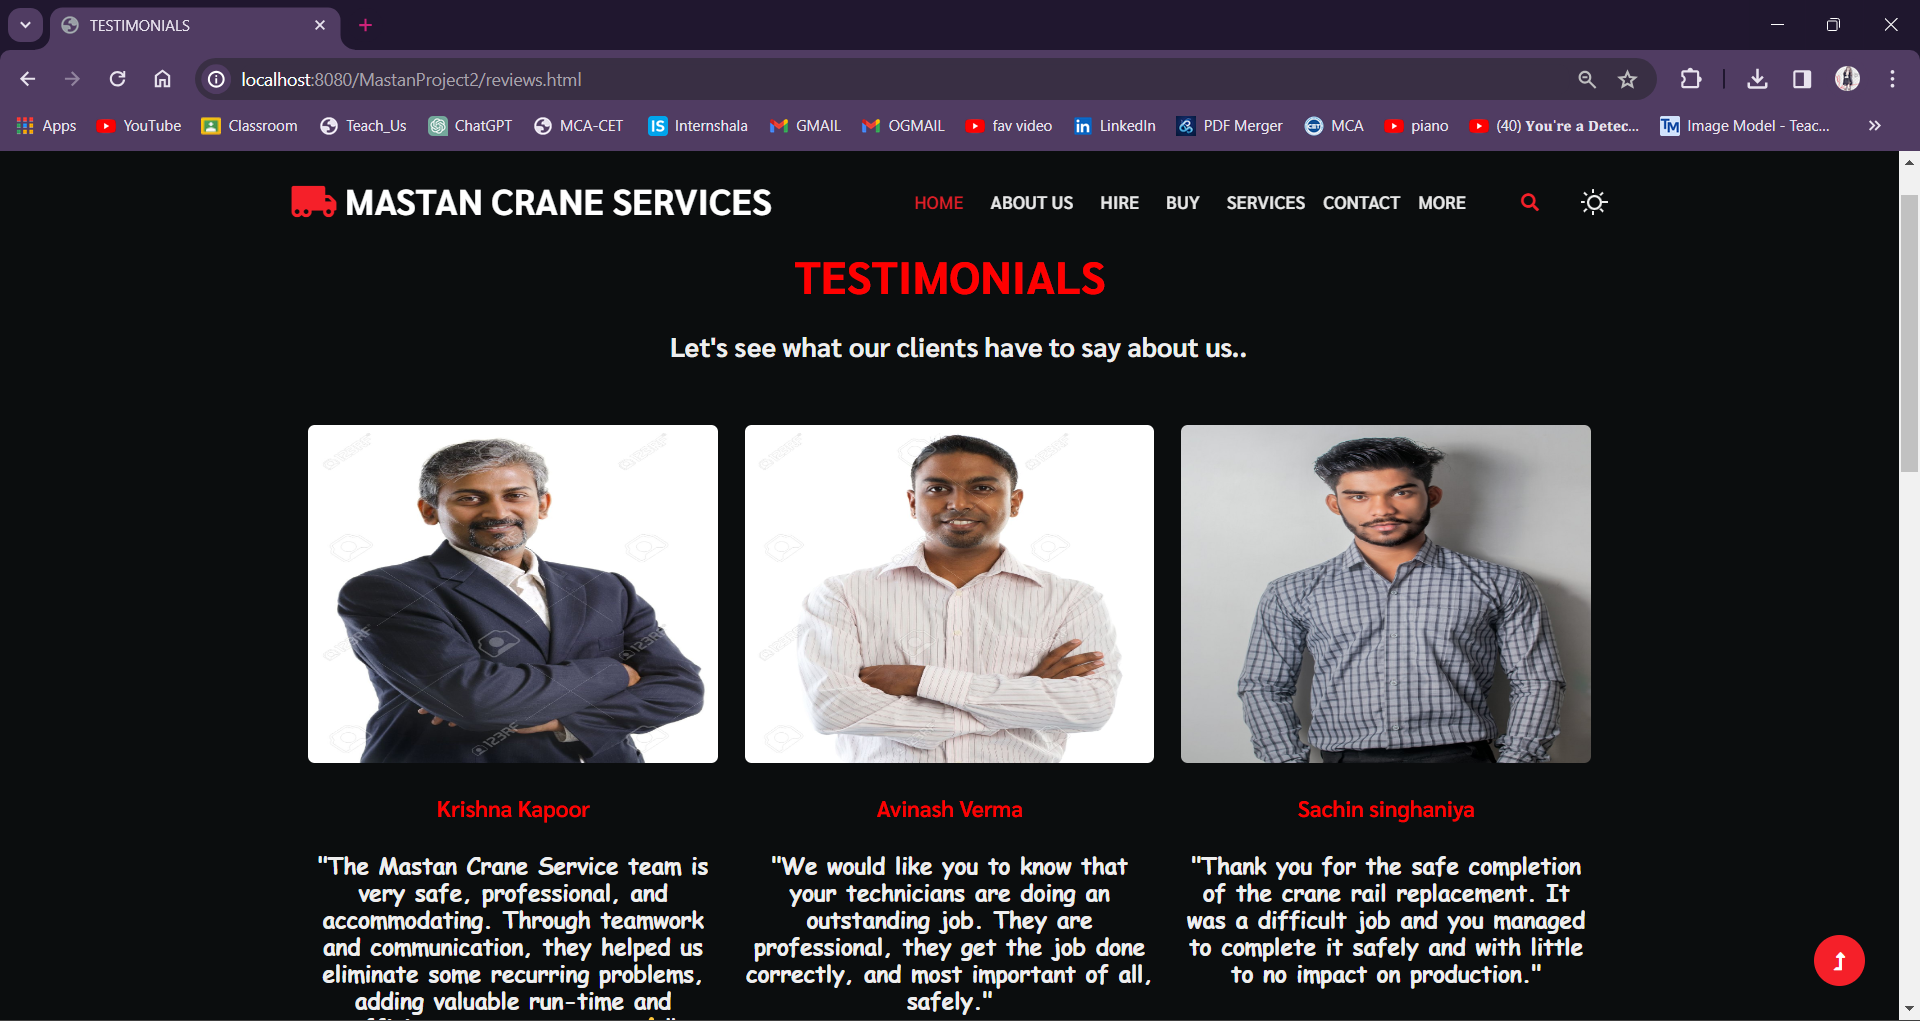 TESTIMONIALS
localhost:8080/MastanProject2/reviews.html
Apps YouTube Classroom Teach_Us ChatGPT MCA-CET Internshala GMAIL OGMAIL fav video LinkedIn PDF Merger MCA piano (40) You're a Detec... Image Model - Teac...
MASTAN CRANE SERVICES HOME ABOUT US HIRE BUY SERVICES CONTACT MORE
TESTIMONIALS
Let's see what our clients have to say about us..
Krishna Kapoor
"The Mastan Crane Service team is
very safe, professional, and
accommodating. Through teamwork
and communication, they helped us
eliminate some recurring problems,
adding valuable run-time and
Avinash Verma
"We would like you to know that
your technicians are doing an
outstanding job. They are
professional, they get the job done
correctly, and most important of all,
safely."
Sachin singhaniya
"Thank you for the safe completion
of the crane rail replacement. It
was a difficult job and you managed
to complete it safely and with little
to no impact on production."